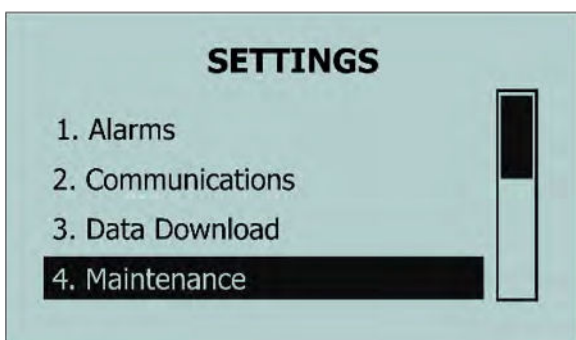 SETTINGS
1. Alarms
2. Communications
3. Data Download
4. Maintenance